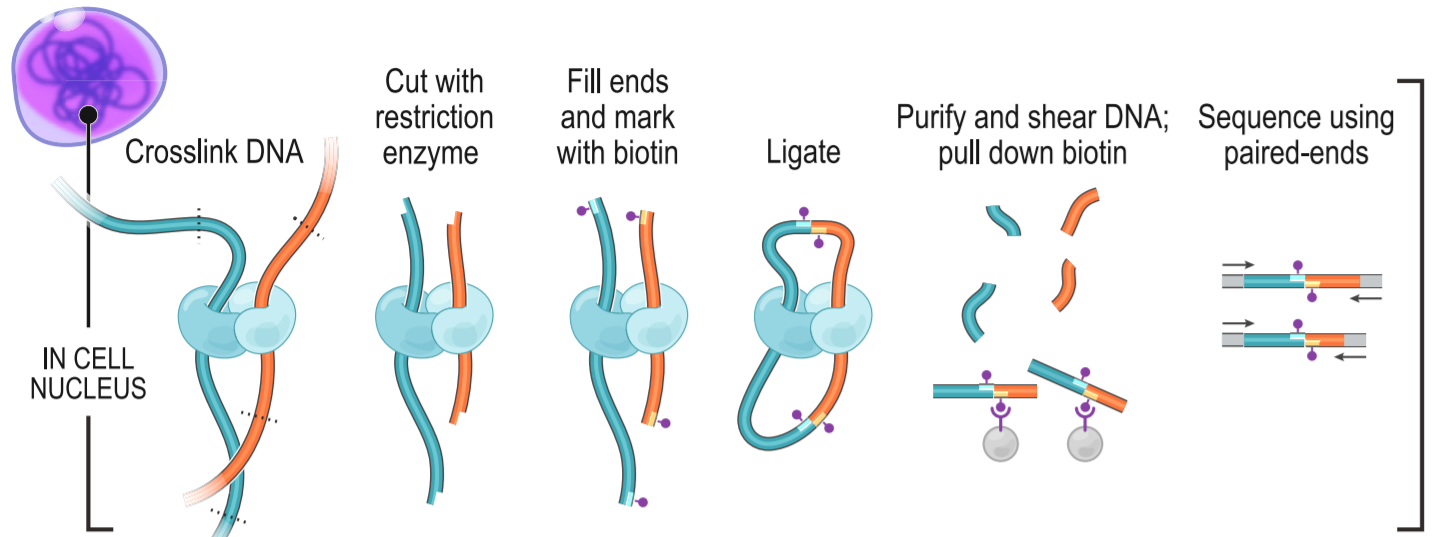 Crosslink DNA
Cut with
restriction
enzyme
Fill ends
and mark
with biotin
Ligate
Purify and shear DNA;
pull down biotin
Sequence using
paired-ends
IN CELL
NUCLEUS